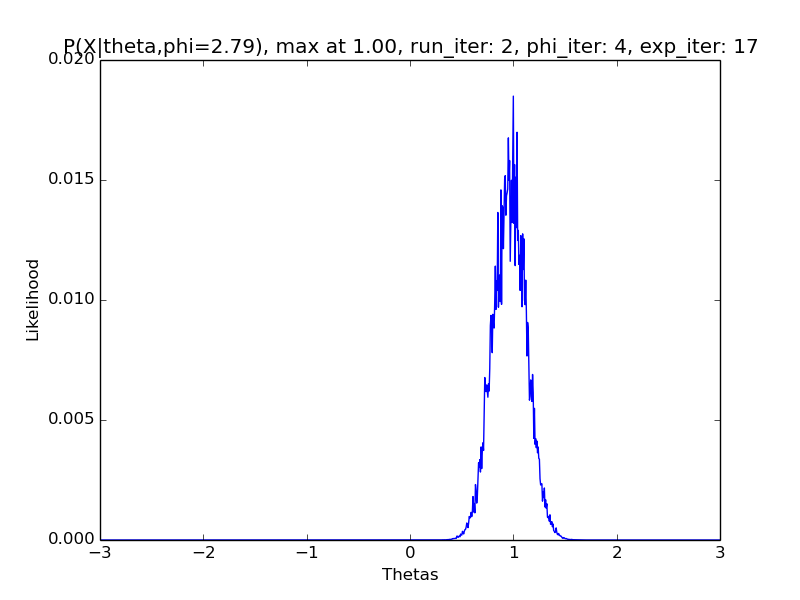 P(X|theta,phi=2.79), max at 1.00, run_iter: 2, phi_iter: 4, exp_iter: 17
0.020
0.015
0.010
0.005
0.000
Likelihood
−3 −2 −1 0 1 2 3
Thetas